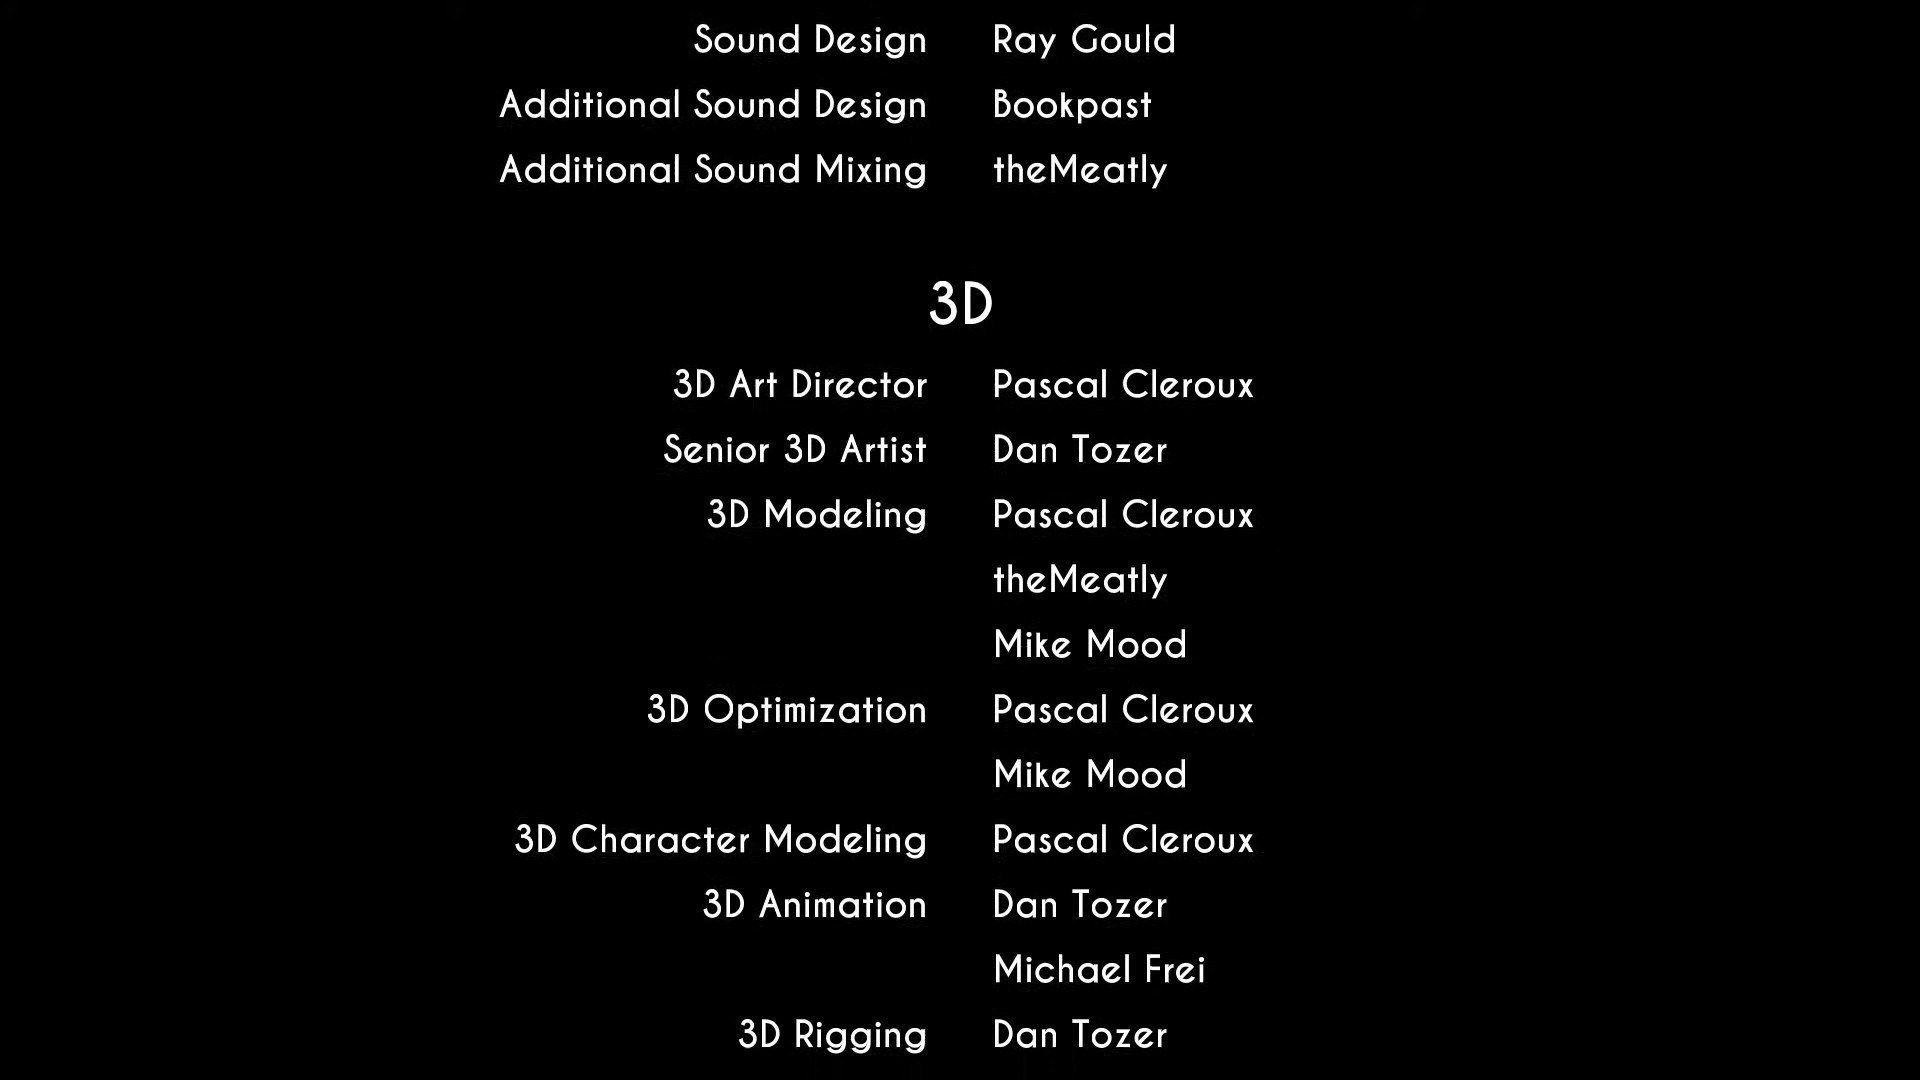 Sound Design Ray Gould
Additional Sound Design Bookpast
Additional Sound Mixing theMeatly
3D
3D Art Director Pascal Cleroux
Senior 3D Artist Dan Tozer
3D Modeling Pascal Cleroux
theMeatly
Mike Mood
3D Optimization Pascal Cleroux
Mike Mood
3D Character Modeling Pascal Cleroux
3D Animation Dan Tozer
Michael Frei
3D Rigging Dan Tozer